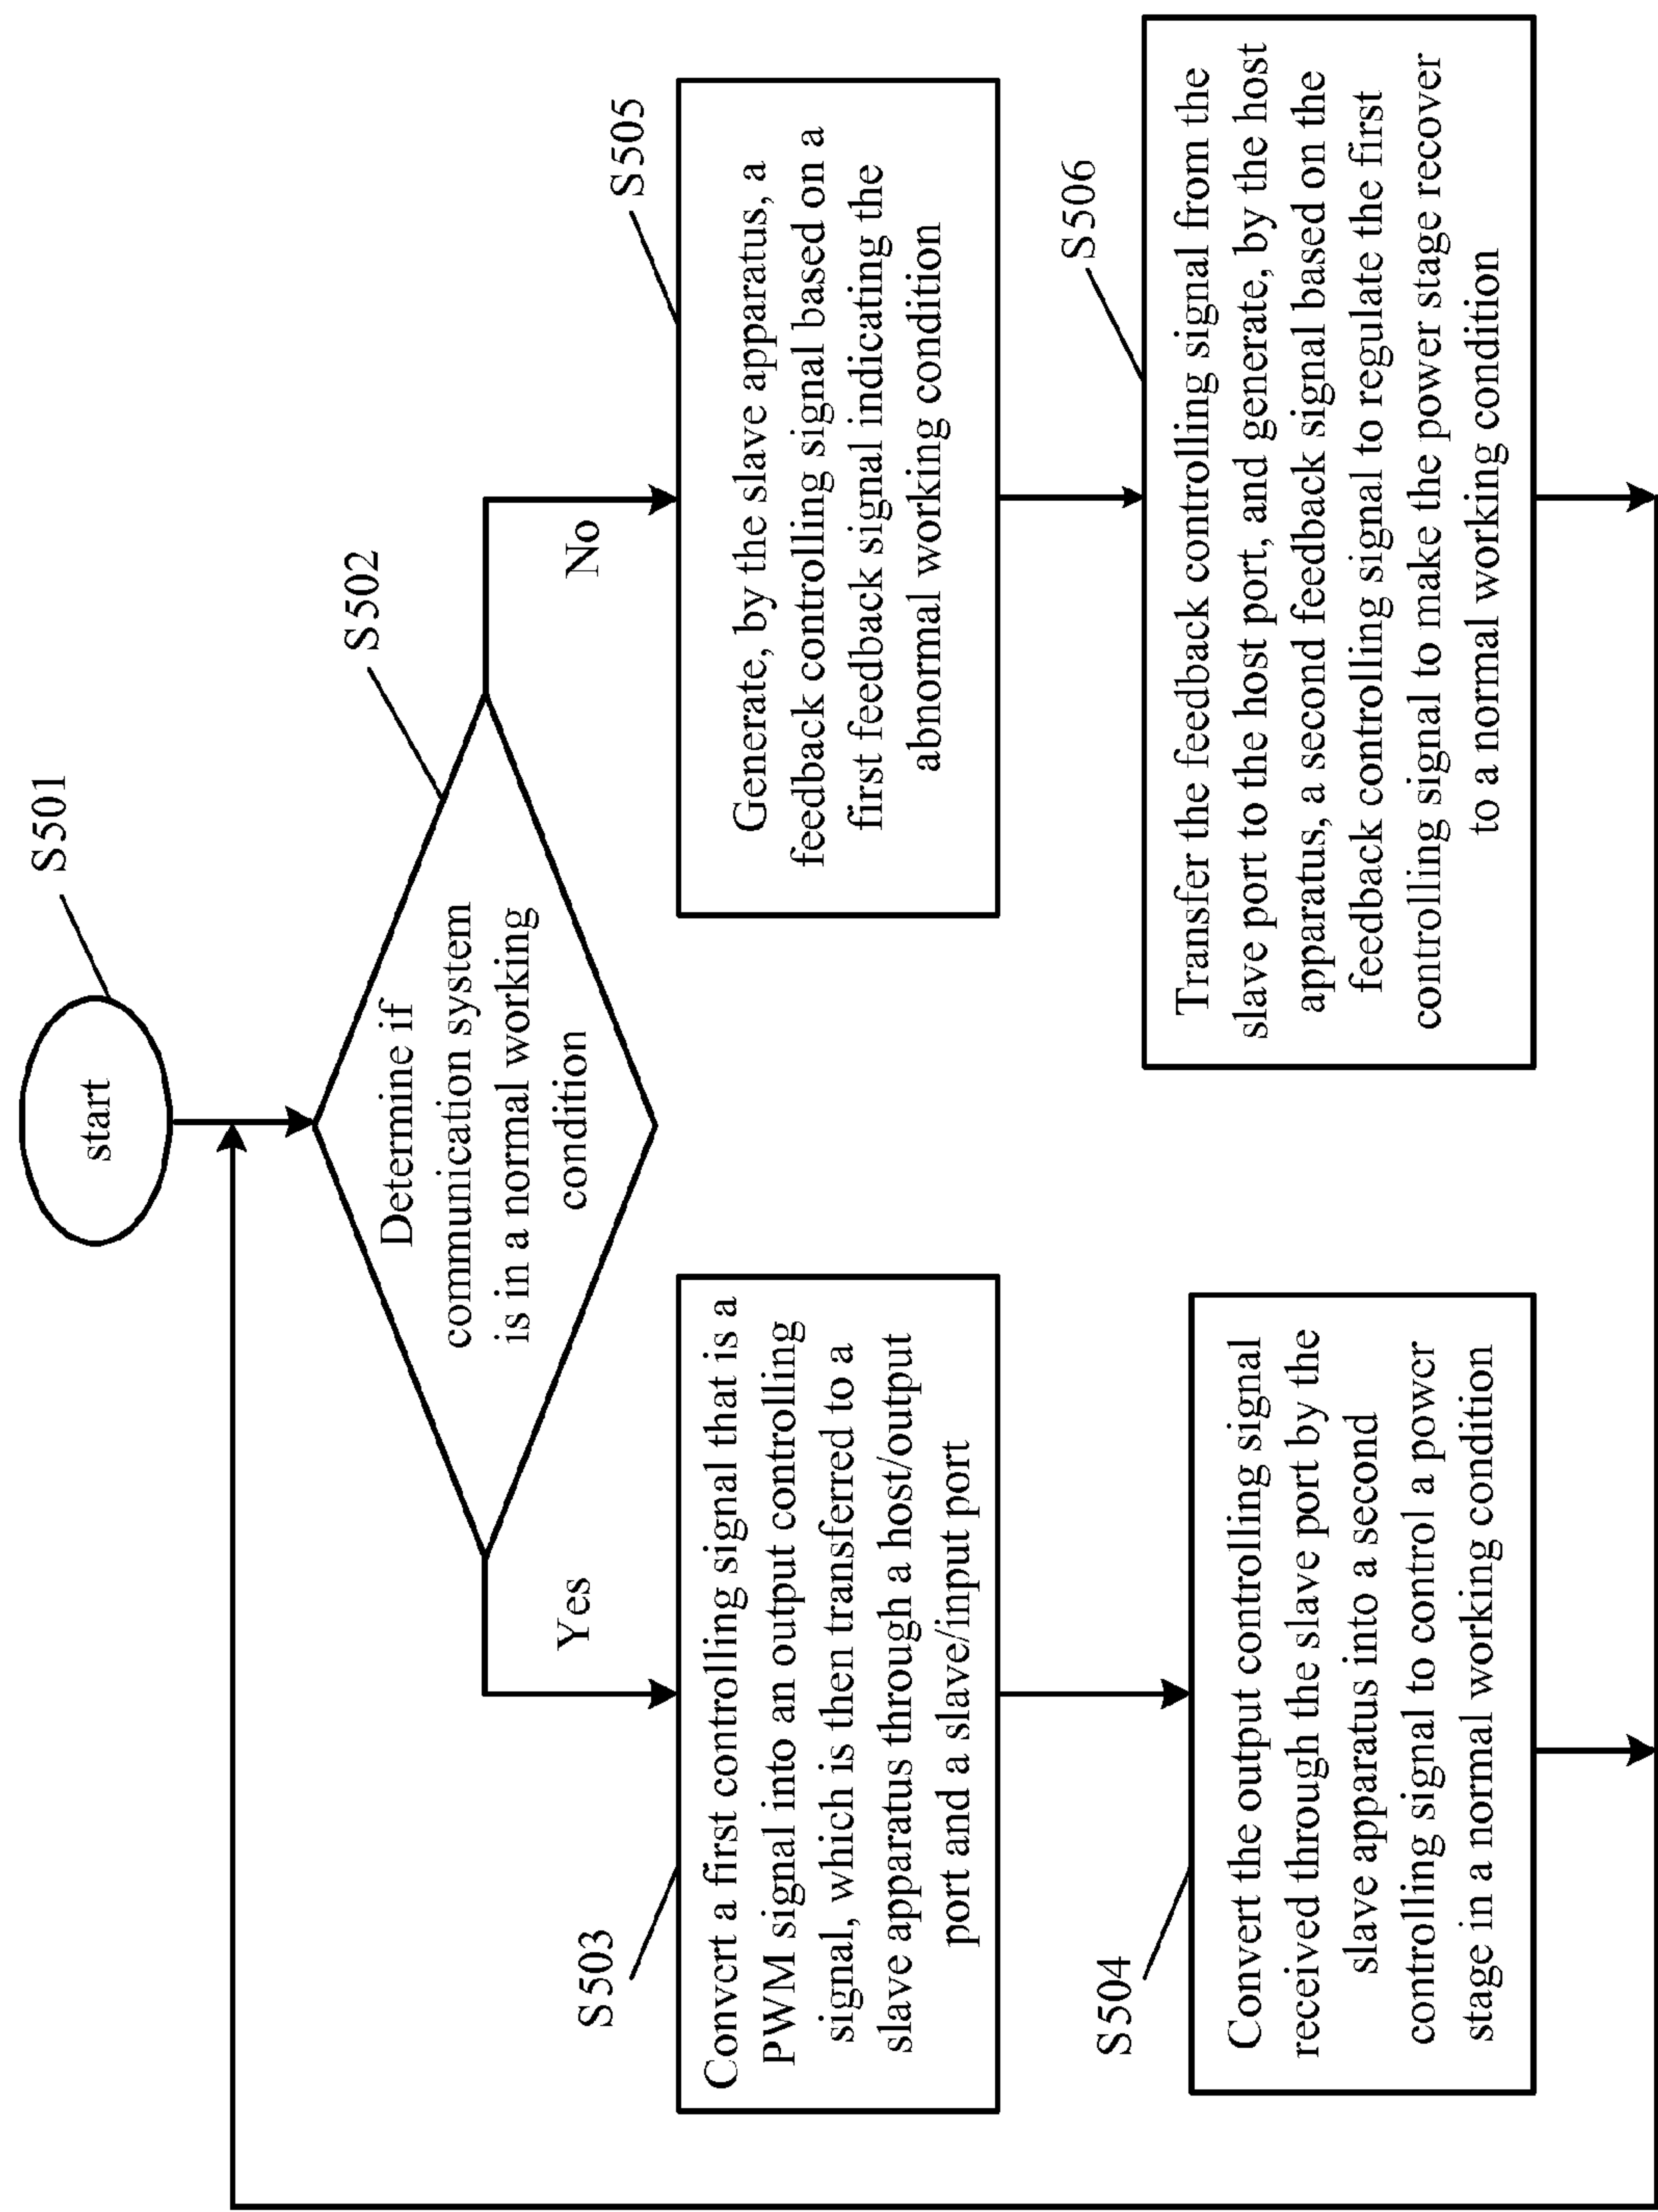 S501
start
S502
Determine if
communication system
is in a normal working
condition
Yes
No
S503
Convert a first controlling signal that is a
PWM signal into an output controlling
signal, which is then transferred to a
slave apparatus through a host/output
port and a slave/input port
S505
Generate, by the slave apparatus, a
feedback controlling signal based on a
first feedback signal indicating the
abnormal working condition
S504
Convert the output controlling signal
received through the slave port by the
slave apparatus into a second
controlling signal to control a power
stage in a normal working condition
S506
Transfer the feedback controlling signal from the
slave port to the host port, and generate, by the host
apparatus, a second feedback signal based on the
feedback controlling signal to regulate the first
controlling signal to make the power stage recover
to a normal working condition